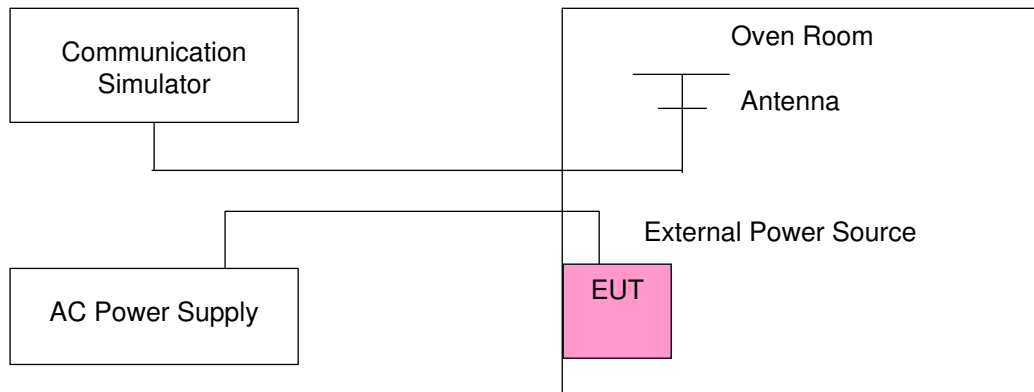 Communication
Simulator
Oven Room
Antenna
External Power Source
EUT
AC Power Supply